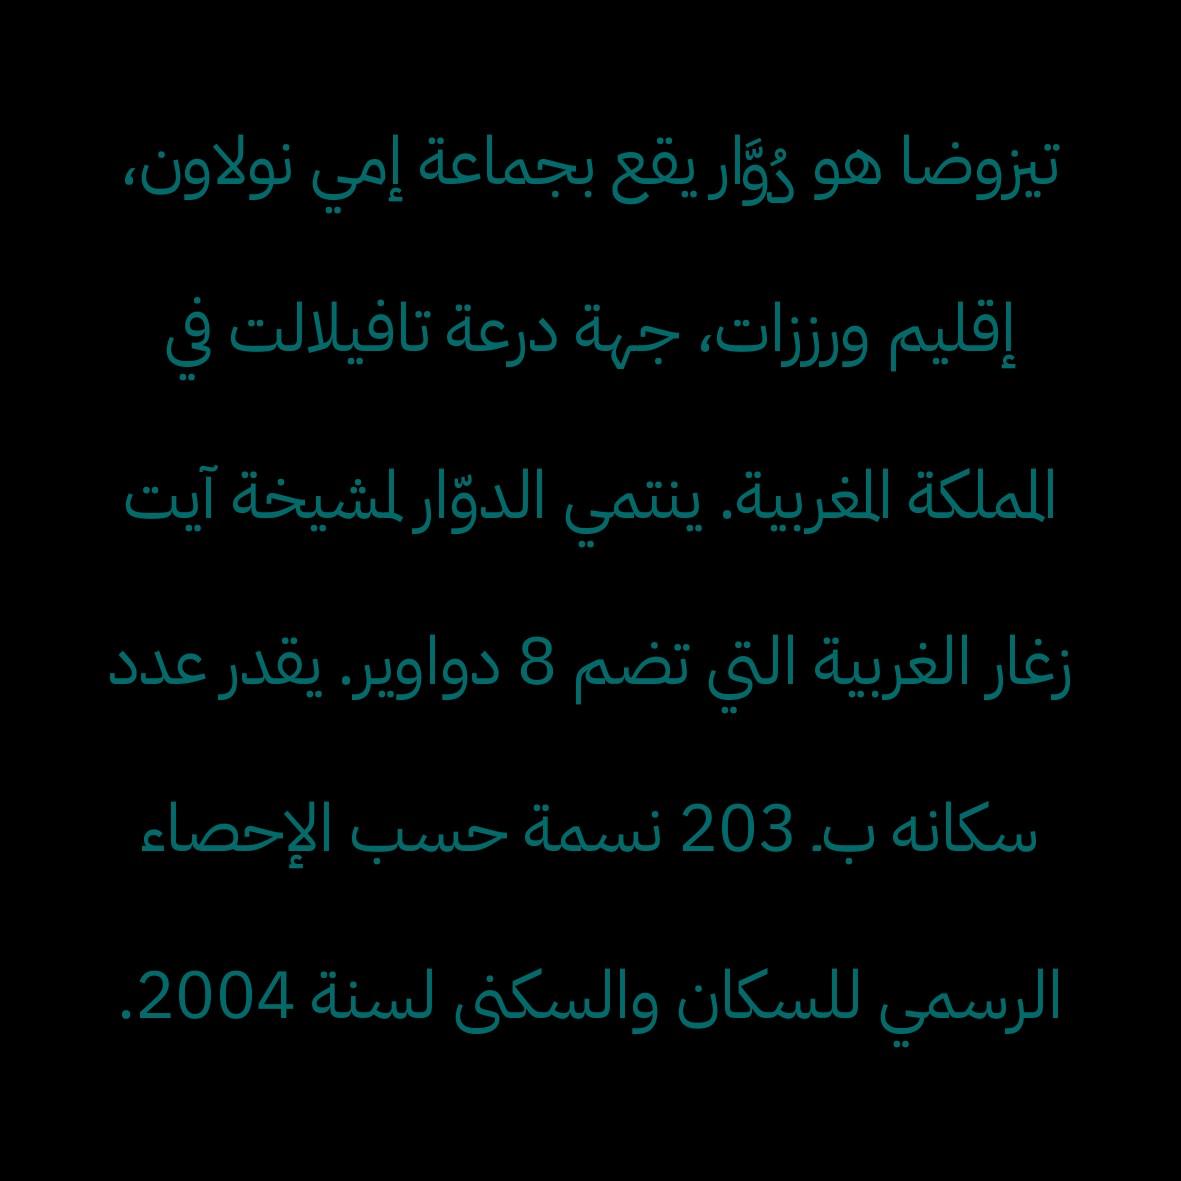 تيزوضا هو دُوَّار يقع بجماعة إمي نولاون،
إقليم ورززات، جهة درعة تافيلالت في
المملكة المغربية. ينتمي الدوّار لمشيخة آيت
زغار الغربية التي تضم 8 دواوير. يقدر عدد
سكانه بـ 203 نسمة حسب الإحصاء
الرسمي للسكان والسكنى لسنة 2004.